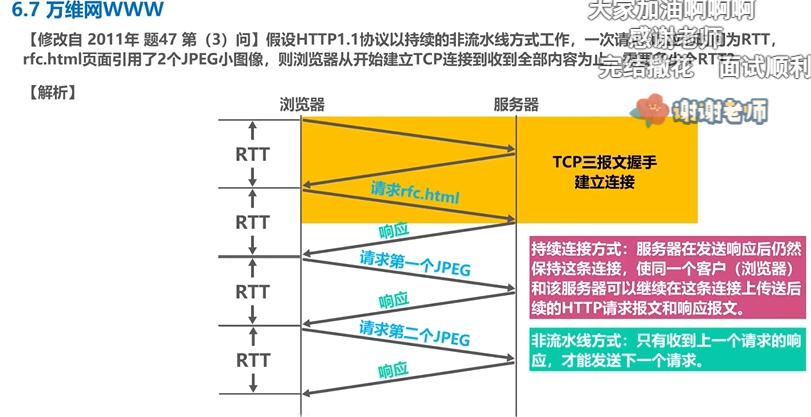 6.7 万维网WWW
大家加油啊啊啊
感谢老师
【修改自 2011年 题47 第（3）问】假设HTTP1.1协议以持续的非流水线方式工作，一次请
时间为RTT，
rfc.html页面引用了2个JPEG小图像，则浏览器从开始建立TCP连接到收到全部内容为止
个RTT？
完结撒花 面试顺利
【解析】
谢谢老师
浏览器
服务器
RTT
TCP三报文握手
建立连接
请求rfc.html
RTT
响应
持续连接方式：服务器在发送响应后仍然
保持这条连接，使同一个客户（浏览器）
和该服务器可以继续在这条连接上传送后
续的HTTP请求报文和响应报文。
请求第一个JPEG
RTT
响应
请求第二个JPEG
非流水线方式：只有收到上一个请求的响
应，才能发送下一个请求。
RTT
响应